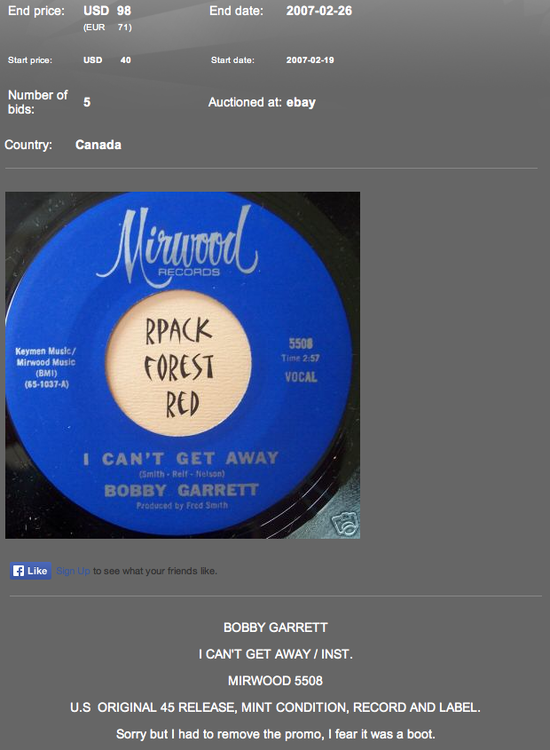 End price: USD 98 End date: 2007-02-26
(EUR 71)
Start price: USD 40 Start date: 2007-02-19
Number of
bids: 5 Auctioned at: ebay
Country: Canada
Mirwood
RECORDS
RPACK
FOREST
RED
Keymen Music/
Mirwood Music
(BMI)
(65-1037-A)
5508
Time 2:57
VOCAL
I CAN'T GET AWAY
(Smith - Relf - Nelson)
BOBBY GARRETT
Produced by Fred Smith
Like Sign Up to see what your friends like.
BOBBY GARRETT
I CAN'T GET AWAY / INST.
MIRWOOD 5508
U.S ORIGINAL 45 RELEASE, MINT CONDITION, RECORD AND LABEL.
Sorry but I had to remove the promo, I fear it was a boot.